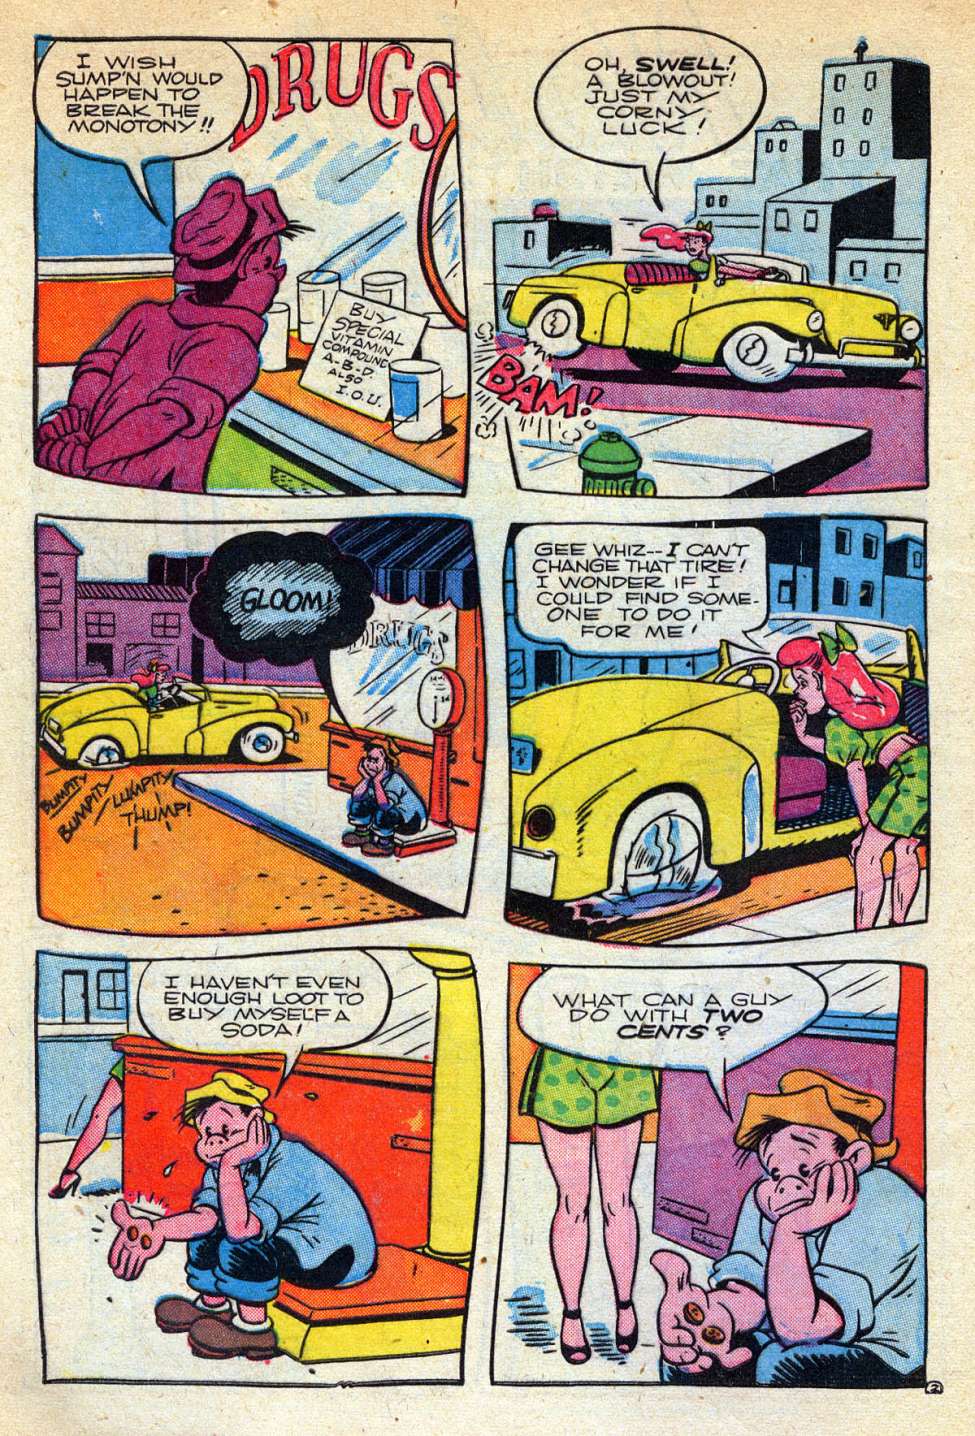 I WISH
SUMP'N WOULD
HAPPEN TO
BREAK THE
MONOTONY!!
DRUGS
BUY
SPECIAL
VITAMIN
COMPOUND
A.-B-D.
ALSO
I.O.U.
OH, SWELL!
A BLOWOUT!
JUST MY
CORNY
LUCK!
BAM!
GLOOM!
DRUGS
BUMPITY
BUMPITY
LUMPITY
THUMP!
GEE WHIZ--I CAN'T
CHANGE THAT TIRE!
I WONDER IF I
COULD FIND SOME-
ONE TO DO IT
FOR ME!
I HAVEN'T EVEN
ENOUGH LOOT TO
BUY MYSELF A
SODA!
WHAT CAN A GUY
DO WITH TWO
CENTS?
2